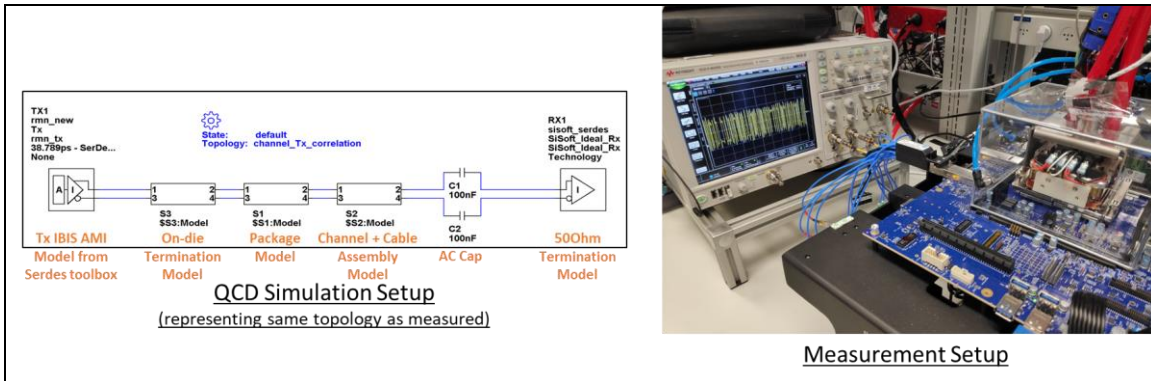 TX1
rmn_new
Tx
rmn_tx
38.789ps - SerDe...
None
State: default
Topology: channel_Tx_correlation
RX1
sisoft_serdes
SiSoft_Ideal_Rx
SiSoft_Ideal_Rx
Technology
A I
1 2
3 4
1 2
3 4
1 2
3 4
C1
100nF
C2
100nF
I
S3
$S3:Model
S1
$S1:Model
S2
$S2:Model
Tx IBIS AMI
Model from
Serdes toolbox
On-die
Termination
Model
Package
Model
Channel + Cable
Assembly
Model
AC Cap
50Ohm
Termination
Model
QCD Simulation Setup
(representing same topology as measured)
Measurement Setup